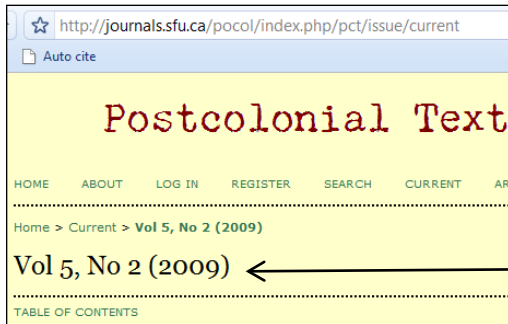 http://journals.sfu.ca/pocol/index.php/pct/issue/current
Auto cite
Postcolonial Text
HOME ABOUT LOG IN REGISTER SEARCH CURRENT
Home > Current > Vol 5, No 2 (2009)
Vol 5, No 2 (2009)
TABLE OF CONTENTS